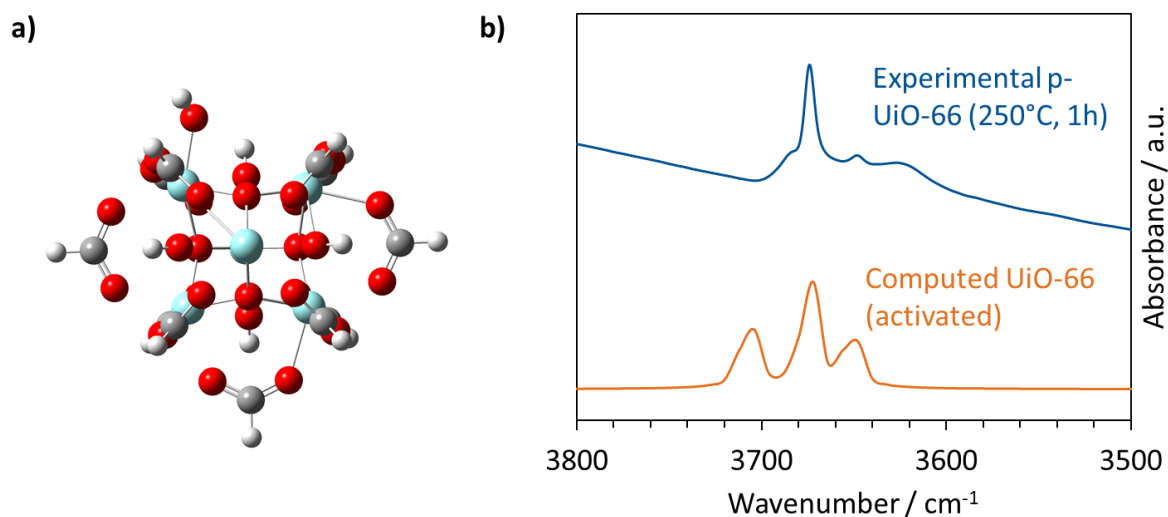 a)
b)
Experimental p-
UiO-66 (250°C, 1h)
Computed UiO-66
(activated)
Absorbance / a.u.
3800
3700
3600
3500
Wavenumber / cm⁻¹